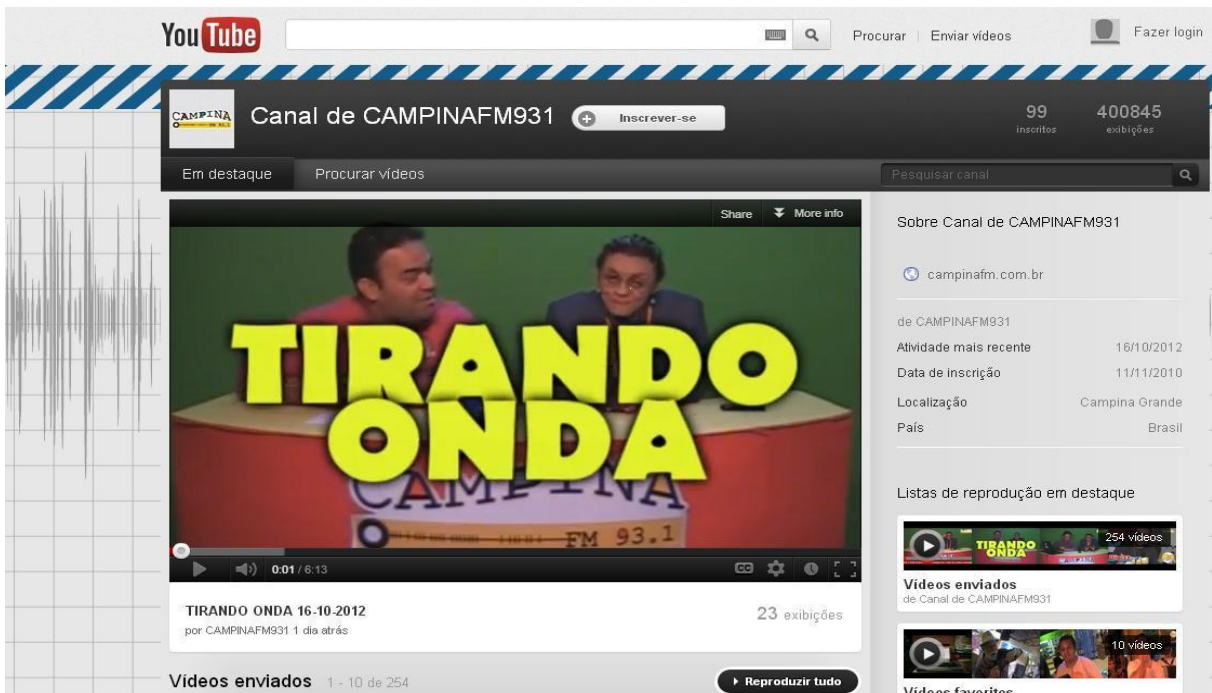 You Tube
Procurar
Enviar vídeos
Fazer login
CAMPINA
Canal de CAMPINAFM931
Inscrever-se
99
inscritos
400845
exibições
Em destaque
Procurar vídeos
Pesquisar canal
Share
More info
TIRANDO
ONDA
CAMPINA
FM 93.1
0:01 / 6:13
CC
TIRANDO ONDA 16-10-2012
por CAMPINAFM931 1 dia atrás
23 exibições
Vídeos enviados 1 - 10 de 254
Reproduzir tudo
Sobre Canal de CAMPINAFM931
campinafm.com.br
de CAMPINAFM931
Atividade mais recente 16/10/2012
Data de inscrição 11/11/2010
Localização Campina Grande
País Brasil
Listas de reprodução em destaque
TIRANDO
ONDA
254 vídeos
Vídeos enviados
de Canal de CAMPINAFM931
10 vídeos
Vídeos favoritos